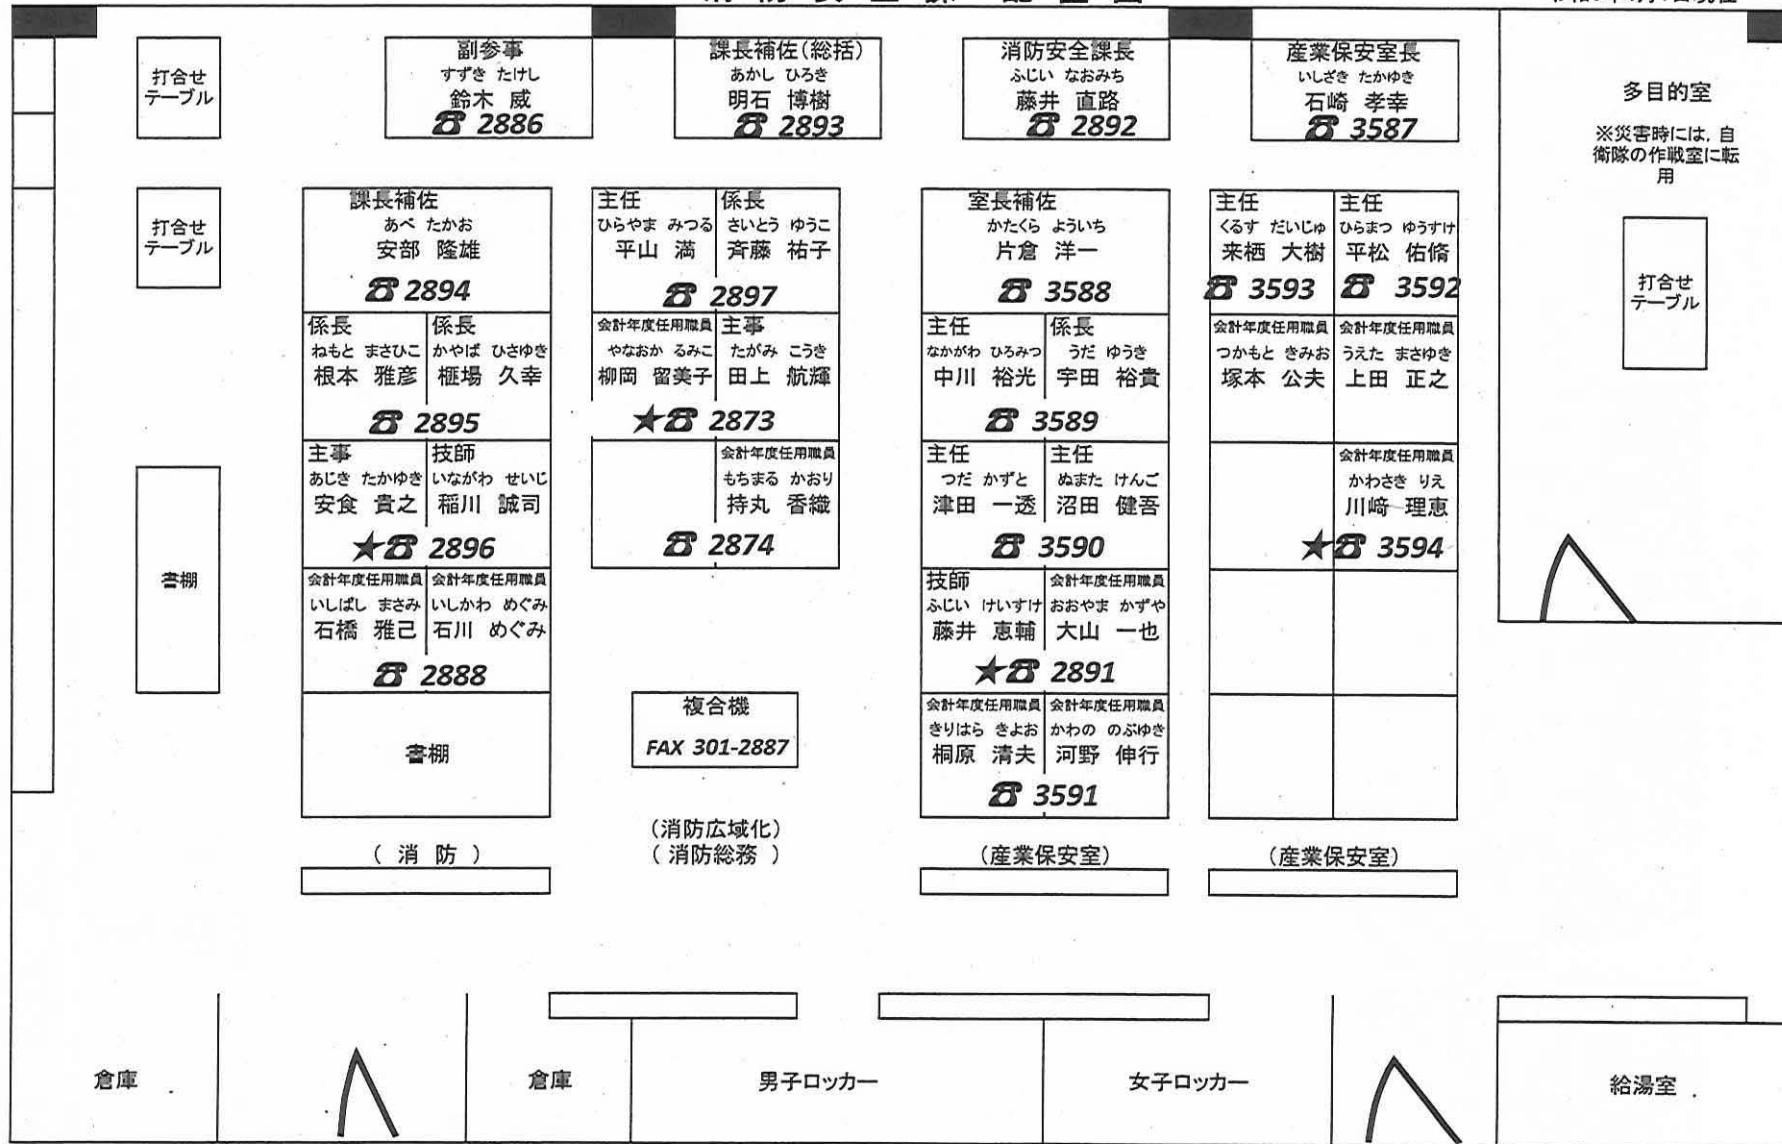 打合せ
テーブル
副参事
すずき たけし
鈴木 威
☎ 2886
課長補佐(総括)
あかし ひろき
明石 博樹
☎ 2893
消防安全課長
ふじい なおみち
藤井 直路
☎ 2892
産業保安室長
いしざき たかゆき
石崎 孝幸
☎ 3587
多目的室
※災害時には、自
衛隊の作戦室に転
用
打合せ
テーブル
打合せ
テーブル
課長補佐
あべ たかお
安部 隆雄
☎ 2894
係長 係長
ねもと まさひこ かやば ひさゆき
根本 雅彦 榧場 久幸
☎ 2895
主事 技師
あじき たかゆき いながわ せいじ
安食 貴之 稲川 誠司
★☎ 2896
会計年度任用職員 会計年度任用職員
いしばし まさみ いしかわ めぐみ
石橋 雅己 石川 めぐみ
☎ 2888
書棚
(消 防)
書棚
主任 係長
ひらやま みつる さいとう ゆうこ
平山 満 斉藤 祐子
☎ 2897
会計年度任用職員 主事
やなおか るみこ たがみ こうき
柳岡 留美子 田上 航輝
★☎ 2873
会計年度任用職員
もちまる かおり
持丸 香織
☎ 2874
複合機
FAX 301-2887
(消防広域化)
(消防総務)
室長補佐
かたくら よういち
片倉 洋一
☎ 3588
主任 係長
なかがわ ひろみつ うだ ゆうき
中川 裕光 宇田 裕貴
☎ 3589
主任 主任
つだ かずと ぬまた けんご
津田 一透 沼田 健吾
☎ 3590
技師 会計年度任用職員
ふじい けいすけ おおやま かずや
藤井 恵輔 大山 一也
★☎ 2891
会計年度任用職員 会計年度任用職員
きりはら きよお かわの のぶゆき
桐原 清夫 河野 伸行
☎ 3591
(産業保安室)
主任 主任
くるす だいじゅ ひらまつ ゆうすけ
来栖 大樹 平松 佑脩
☎ 3593 ☎ 3592
会計年度任用職員 会計年度任用職員
つかもと きみお うえた まさゆき
塚本 公夫 上田 正之
会計年度任用職員
かわさき りえ
川﨑 理恵
★☎ 3594
(産業保安室)
倉庫
倉庫
男子ロッカー
女子ロッカー
給湯室